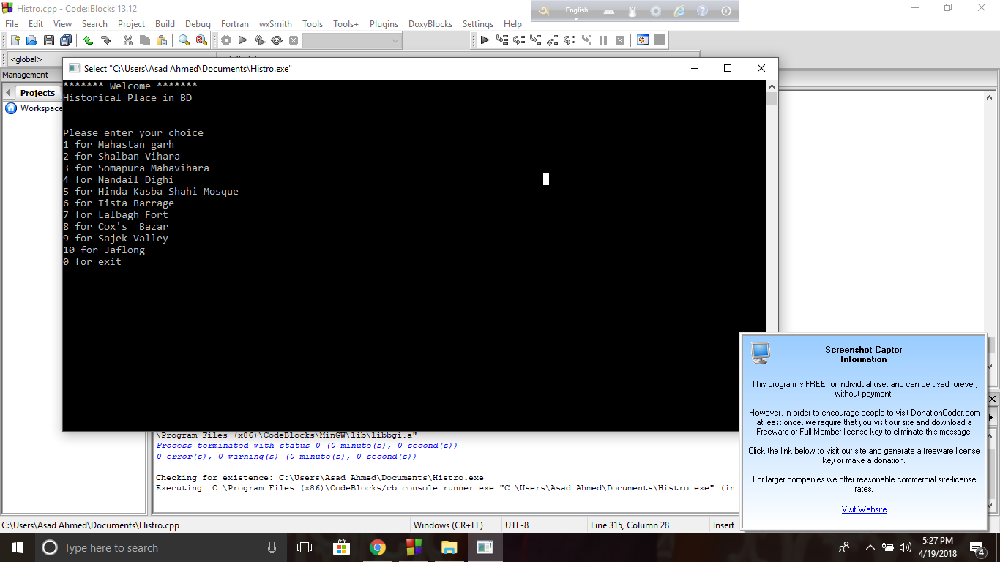 Histro.cpp - Code::Blocks 13.12
English
File Edit View Search Project Build Debug Fortran wxSmith Tools Tools+ Plugins DoxyBlocks Settings Help
<global>
Management
Projects
Workspace
Select "C:\Users\Asad Ahmed\Documents\Histro.exe"
******* Welcome *******
Historical Place in BD
Please enter your choice
1 for Mahastan garh
2 for Shalban Vihara
3 for Somapura Mahavihara
4 for Nandail Dighi
5 for Hinda Kasba Shahi Mosque
6 for Tista Barrage
7 for Lalbagh Fort
8 for Cox's  Bazar
9 for Sajek Valley
10 for Jaflong
0 for exit
\Program Files (x86)\CodeBlocks\MinGW\lib\libbgi.a"
Process terminated with status 0 (0 minute(s), 0 second(s))
0 error(s), 0 warning(s) (0 minute(s), 0 second(s))
Checking for existence: C:\Users\Asad Ahmed\Documents\Histro.exe
Executing: C:\Program Files (x86)\CodeBlocks/cb_console_runner.exe "C:\Users\Asad Ahmed\Documents\Histro.exe" (in
Screenshot Captor
Information
This program is FREE for individual use, and can be used forever,
without payment.
However, in order to encourage people to visit DonationCoder.com
at least once, we require that you visit our site and download a
Freeware or Full Member license key to eliminate this message.
Click the link below to visit our site and generate a freeware license
key or make a donation.
For larger companies we offer reasonable commercial site-license
rates.
Visit Website
C:\Users\Asad Ahmed\Documents\Histro.cpp Windows (CR+LF) UTF-8 Line 315, Column 28 Insert
Type here to search
5:27 PM
4/19/2018
4